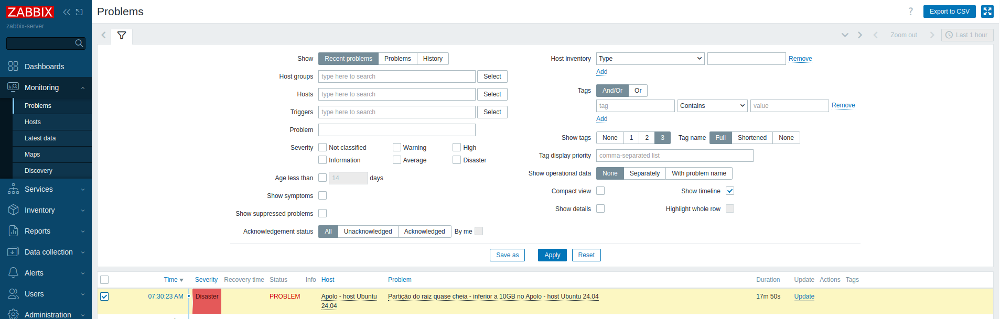 ZABBIX
zabbix-server
Dashboards
Monitoring
Problems
Hosts
Latest data
Maps
Discovery
Services
Inventory
Reports
Data collection
Alerts
Users
Administration
Problems
? Export to CSV
Zoom out Last 1 hour
Show Recent problems Problems History
Host groups type here to search Select
Hosts type here to search Select
Triggers type here to search Select
Problem
Severity Not classified Warning High
Information Average Disaster
Age less than 14 days
Show symptoms
Show suppressed problems
Acknowledgement status All Unacknowledged Acknowledged By me
Host inventory Type Remove
Add
Tags And/Or Or
tag Contains value Remove
Add
Show tags None 1 2 3 Tag name Full Shortened None
Tag display priority comma-separated list
Show operational data None Separately With problem name
Compact view Show timeline
Show details Highlight whole row
Save as Apply Reset
Time Severity Recovery time Status Info Host Problem Duration Update Actions Tags
07:30:23 AM Disaster PROBLEM Apolo - host Ubuntu Partição do raiz quase cheia - inferior a 10GB no Apolo - host Ubuntu 24.04 17m 50s Update
24.04